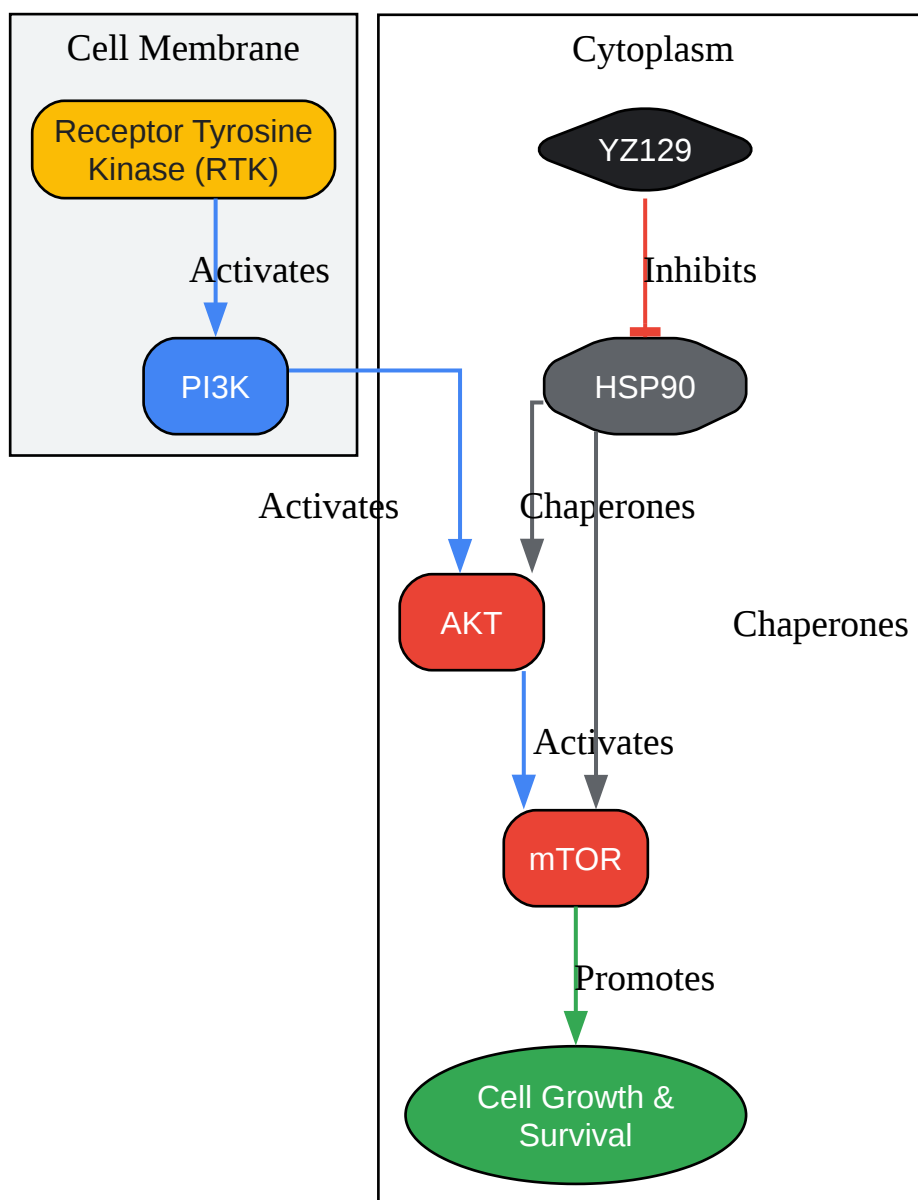 Cell Membrane
Cytoplasm
Receptor Tyrosine
Kinase (RTK)
YZ129
Activates
Inhibits
PI3K
HSP90
Activates
Chaperones
AKT
Chaperones
Activates
mTOR
Promotes
Cell Growth &
Survival